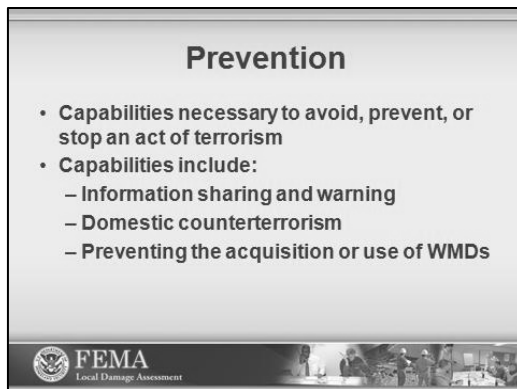 Prevention
• Capabilities necessary to avoid, prevent, or
stop an act of terrorism
• Capabilities include:
– Information sharing and warning
– Domestic counterterrorism
– Preventing the acquisition or use of WMDs
FEMA
Local Damage Assessment